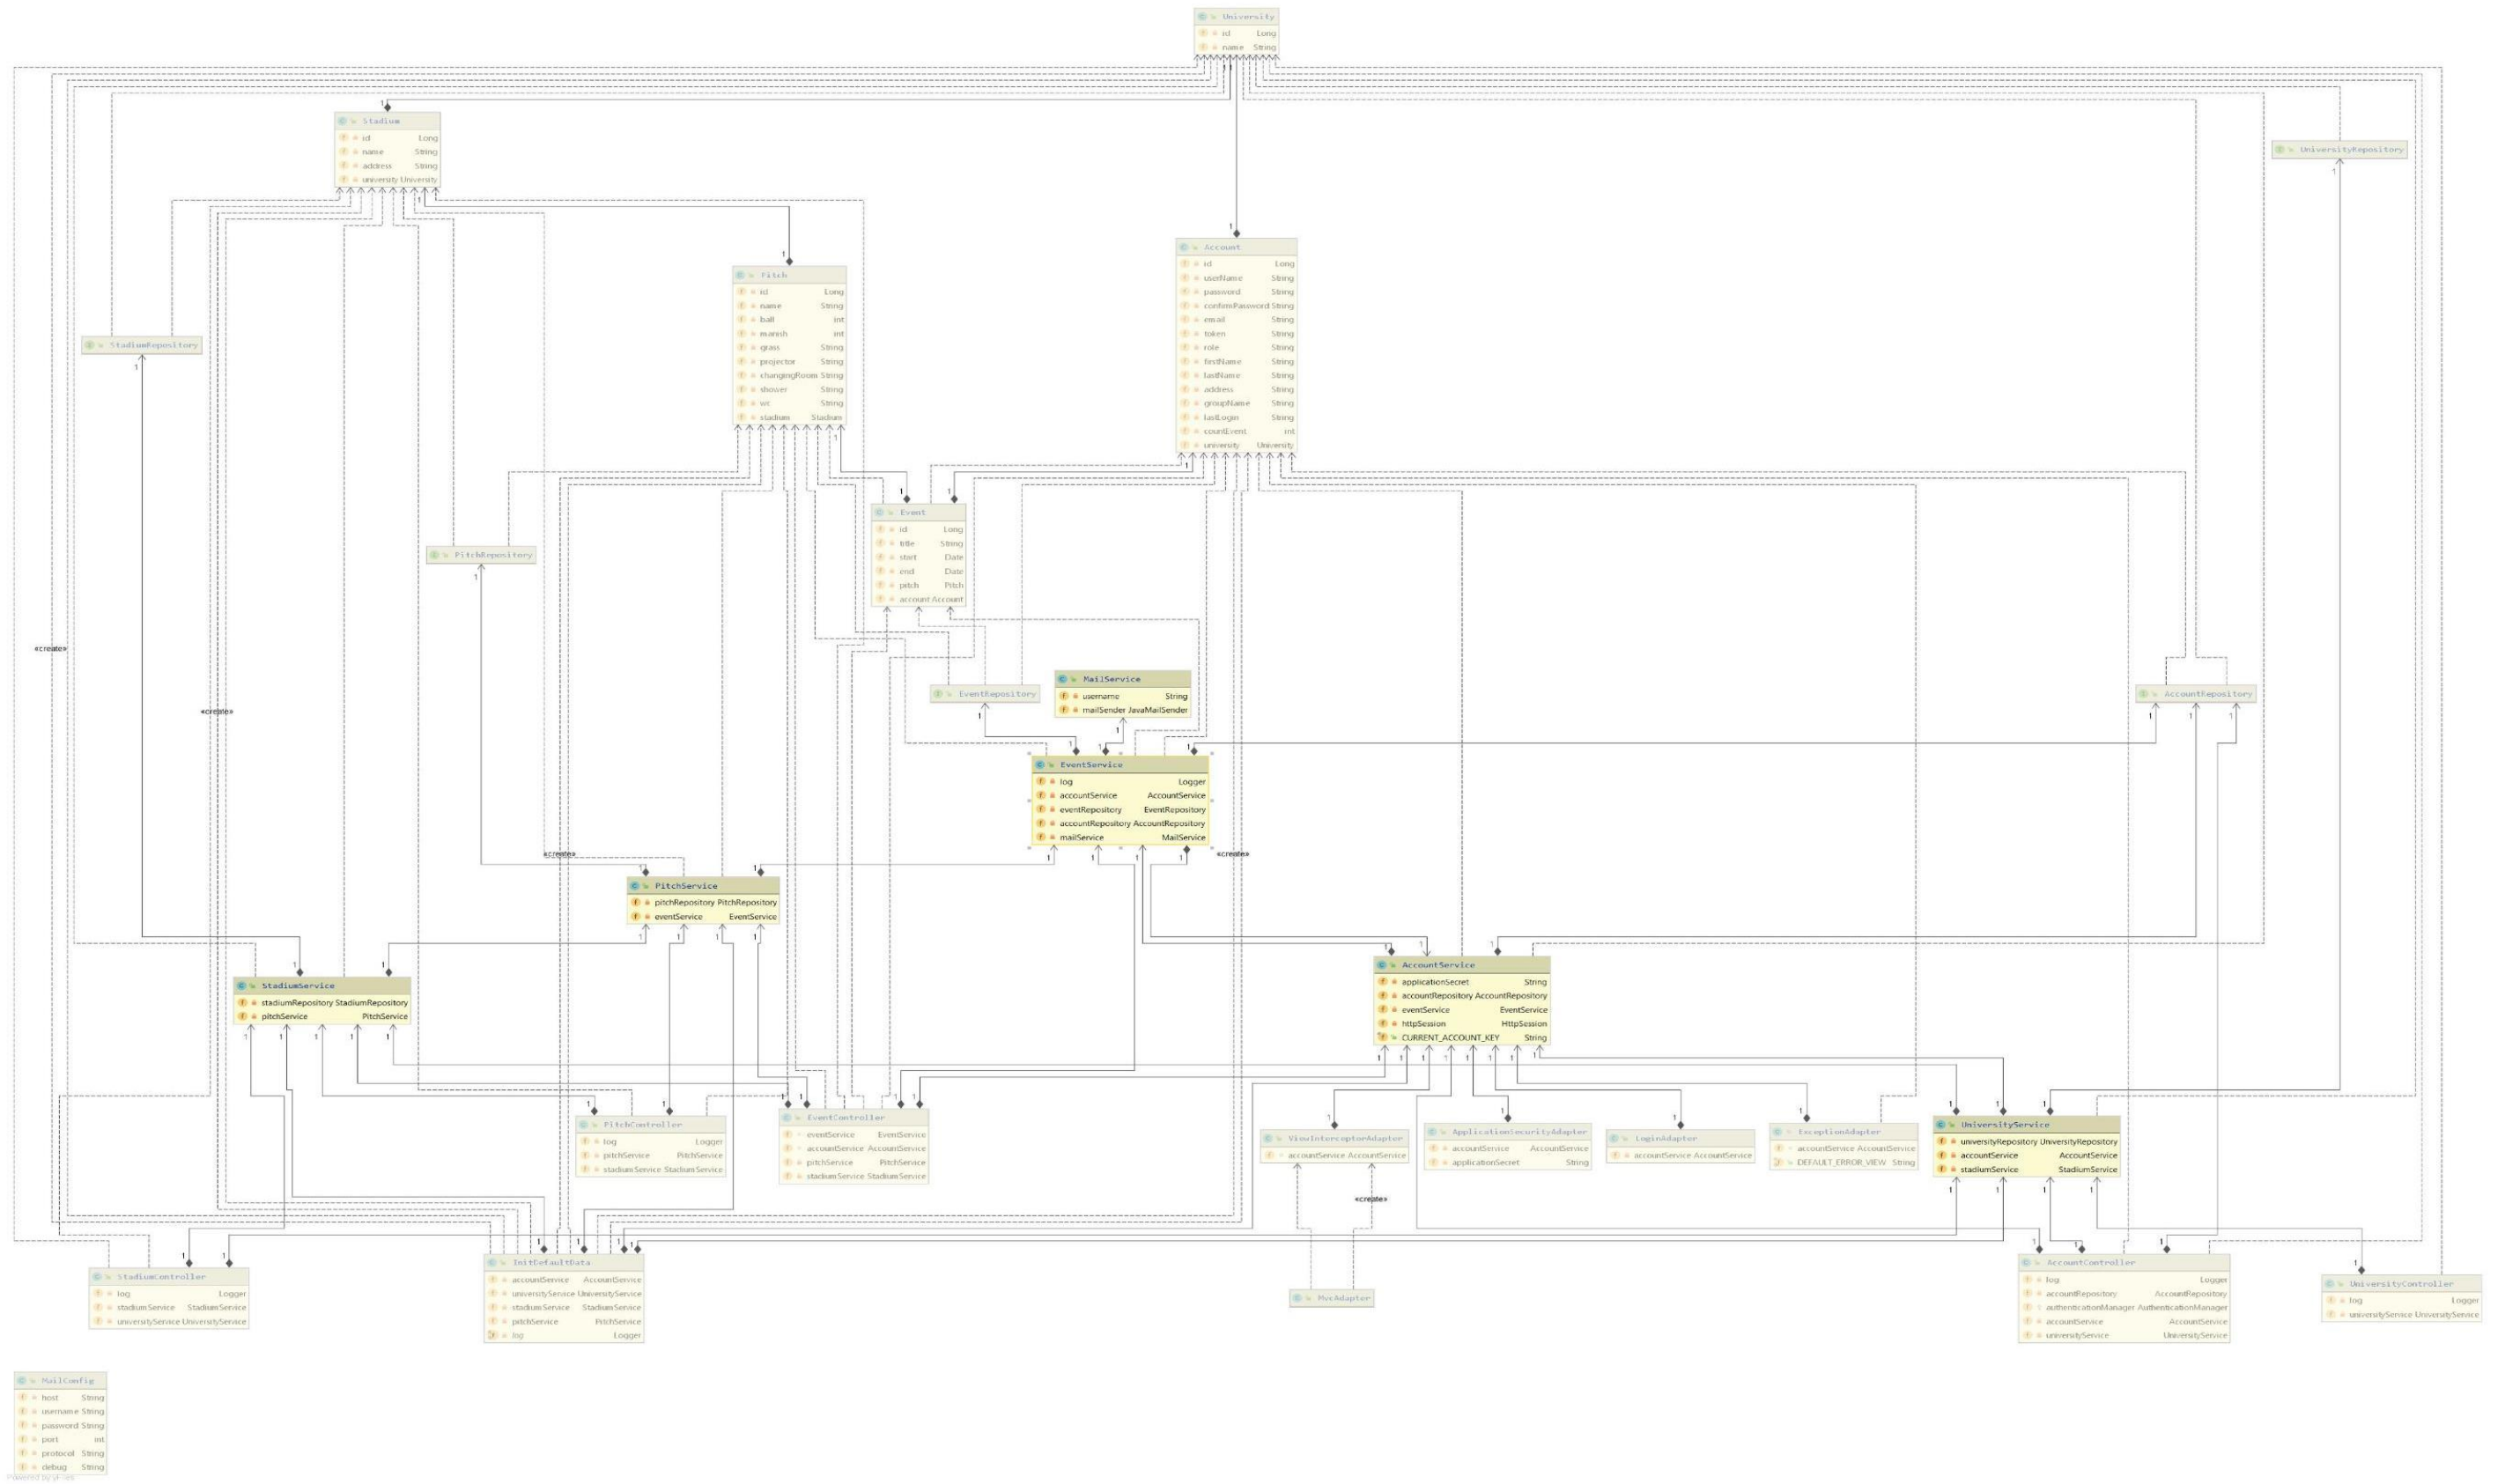 University
id Long
name String
Stadium
id Long
name String
address String
university University
UniversityRepository
Account
id Long
userName String
password String
confirmPassword String
email String
token String
role String
firstName String
lastName String
address String
groupName String
lastLogin String
countEvent int
university University
Pitch
id Long
name String
ball int
manish int
grass String
projector String
changingRoom String
shower String
wc String
stadium Stadium
StadiumRepository
Event
id Long
title String
start Date
end Date
pitch Pitch
account Account
PitchRepository
«create»
«create»
MailService
username String
mailSender JavaMailSender
EventRepository
AccountRepository
EventService
log Logger
accountService AccountService
eventRepository EventRepository
accountRepository AccountRepository
mailService MailService
«create»
«create»
PitchService
pitchRepository PitchRepository
eventService EventService
StadiumService
stadiumRepository StadiumRepository
pitchService PitchService
AccountService
applicationSecret String
accountRepository AccountRepository
eventService EventService
httpSession HttpSession
CURRENT_ACCOUNT_KEY String
PitchController
log Logger
pitchService PitchService
stadiumService StadiumService
EventController
eventService EventService
accountService AccountService
pitchService PitchService
stadiumService StadiumService
ViewInterceptorAdapter
accountService AccountService
ApplicationSecurityAdapter
accountService AccountService
applicationSecret String
LoginAdapter
accountService AccountService
ExceptionAdapter
accountService AccountService
DEFAULT_ERROR_VIEW String
UniversityService
universityRepository UniversityRepository
accountService AccountService
stadiumService StadiumService
«create»
StadiumController
log Logger
stadiumService StadiumService
universityService UniversityService
InitDefaultData
accountService AccountService
universityService UniversityService
stadiumService StadiumService
pitchService PitchService
log Logger
MvcAdapter
AccountController
log Logger
accountRepository AccountRepository
authenticationManager AuthenticationManager
accountService AccountService
universityService UniversityService
UniversityController
log Logger
universityService UniversityService
MailConfig
host String
username String
password String
port int
protocol String
debug String
Powered by yFiles